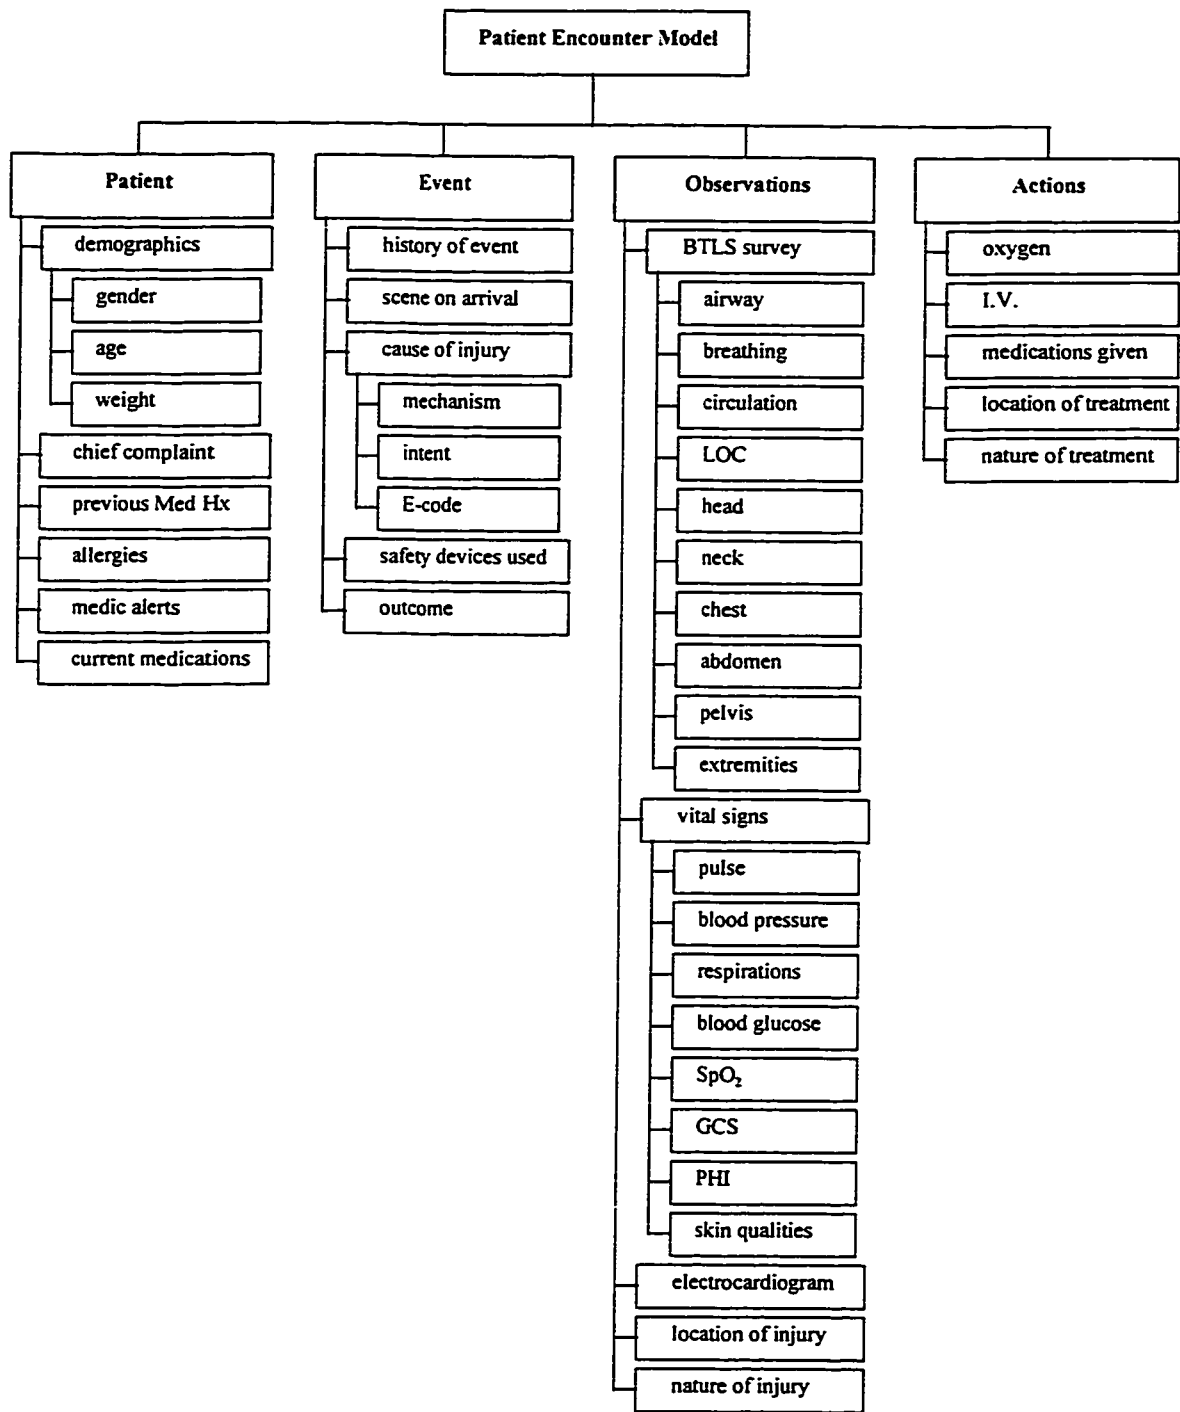 Patient Encounter Model
Patient
demographics
gender
age
weight
chief complaint
previous Med Hx
allergies
medic alerts
current medications
Event
history of event
scene on arrival
cause of injury
mechanism
intent
E-code
safety devices used
outcome
Observations
BTLS survey
airway
breathing
circulation
LOC
head
neck
chest
abdomen
pelvis
extremities
vital signs
pulse
blood pressure
respirations
blood glucose
SpO₂
GCS
PHI
skin qualities
electrocardiogram
location of injury
nature of injury
Actions
oxygen
I.V.
medications given
location of treatment
nature of treatment